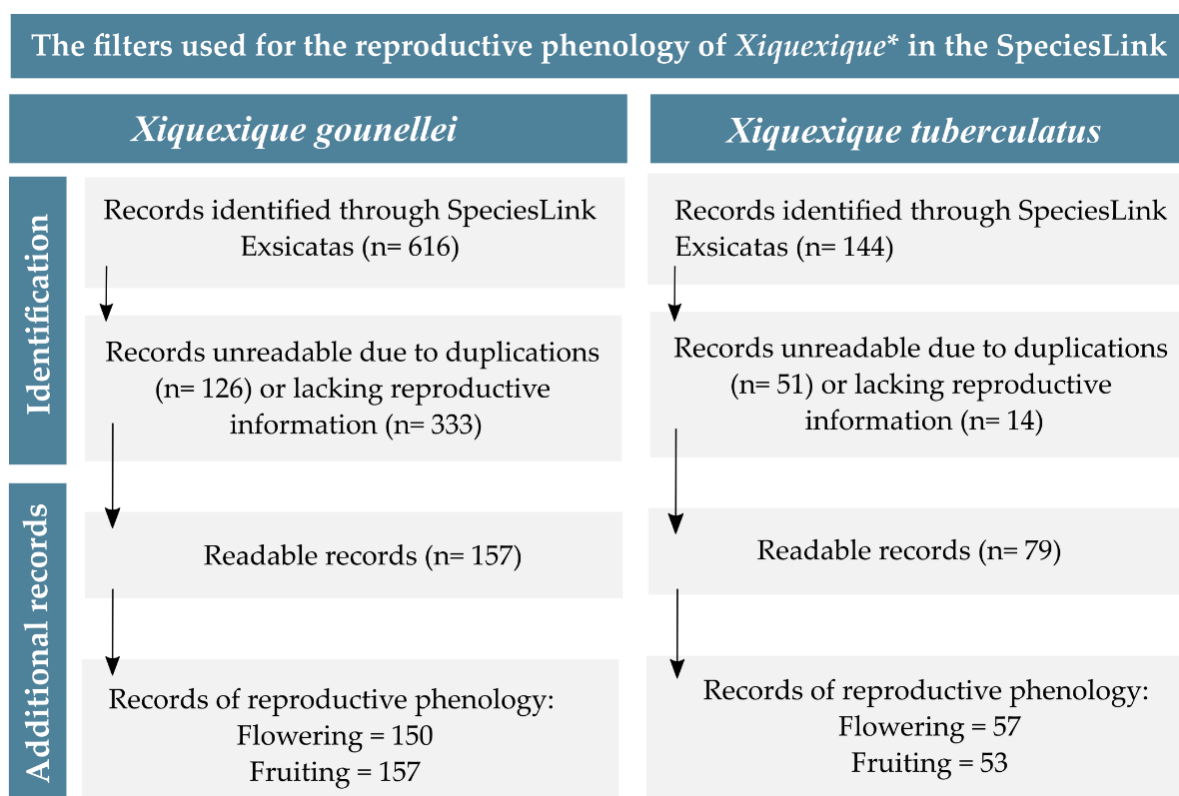 The filters used for the reproductive phenology of Xiquexique* in the SpeciesLink
Xiquexique gounellei
Identification
Records identified through SpeciesLink
Exsicatas (n= 616)
Records unreadable due to duplications
(n= 126) or lacking reproductive
information (n= 333)
Additional records
Readable records (n= 157)
Records of reproductive phenology:
Flowering = 150
Fruiting = 157
Xiquexique tuberculatus
Records identified through SpeciesLink
Exsicatas (n= 144)
Records unreadable due to duplications
(n= 51) or lacking reproductive
information (n= 14)
Readable records (n= 79)
Records of reproductive phenology:
Flowering = 57
Fruiting = 53